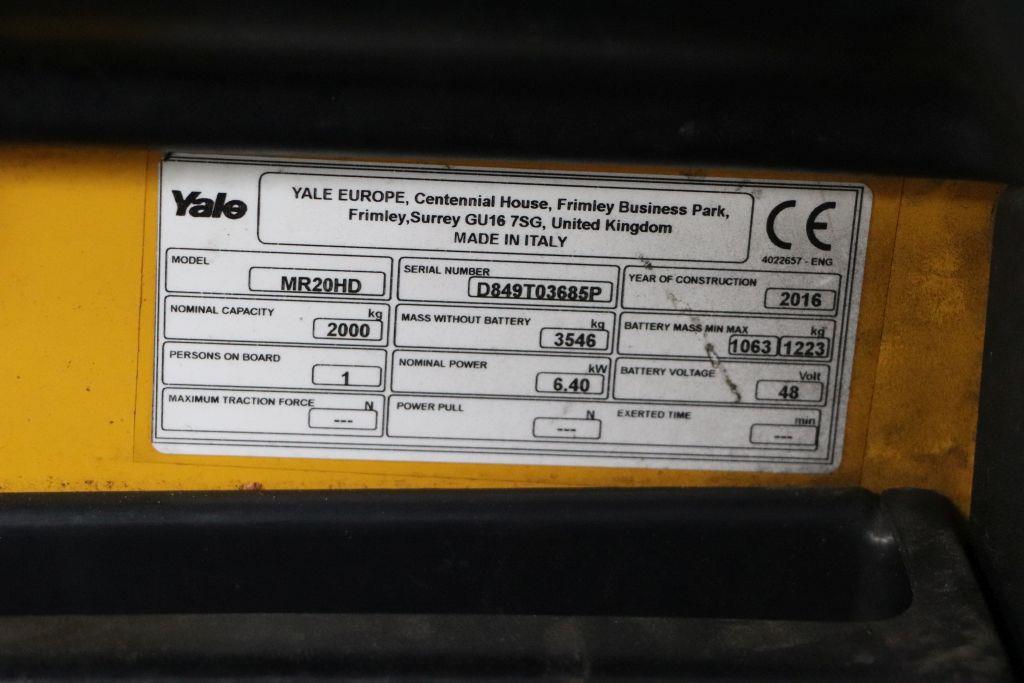 Yale
YALE EUROPE, Centennial House, Frimley Business Park,
Frimley,Surrey GU16 7SG, United Kingdom
MADE IN ITALY
CE
4022657 - ENG
MODEL
MR20HD
SERIAL NUMBER
D849T03685P
YEAR OF CONSTRUCTION
2016
NOMINAL CAPACITY kg
2000
MASS WITHOUT BATTERY kg
3546
BATTERY MASS MIN MAX kg
1063 1223
PERSONS ON BOARD
1
NOMINAL POWER kW
6.40
BATTERY VOLTAGE Volt
48
MAXIMUM TRACTION FORCE N
---
POWER PULL N
---
EXERTED TIME min
---